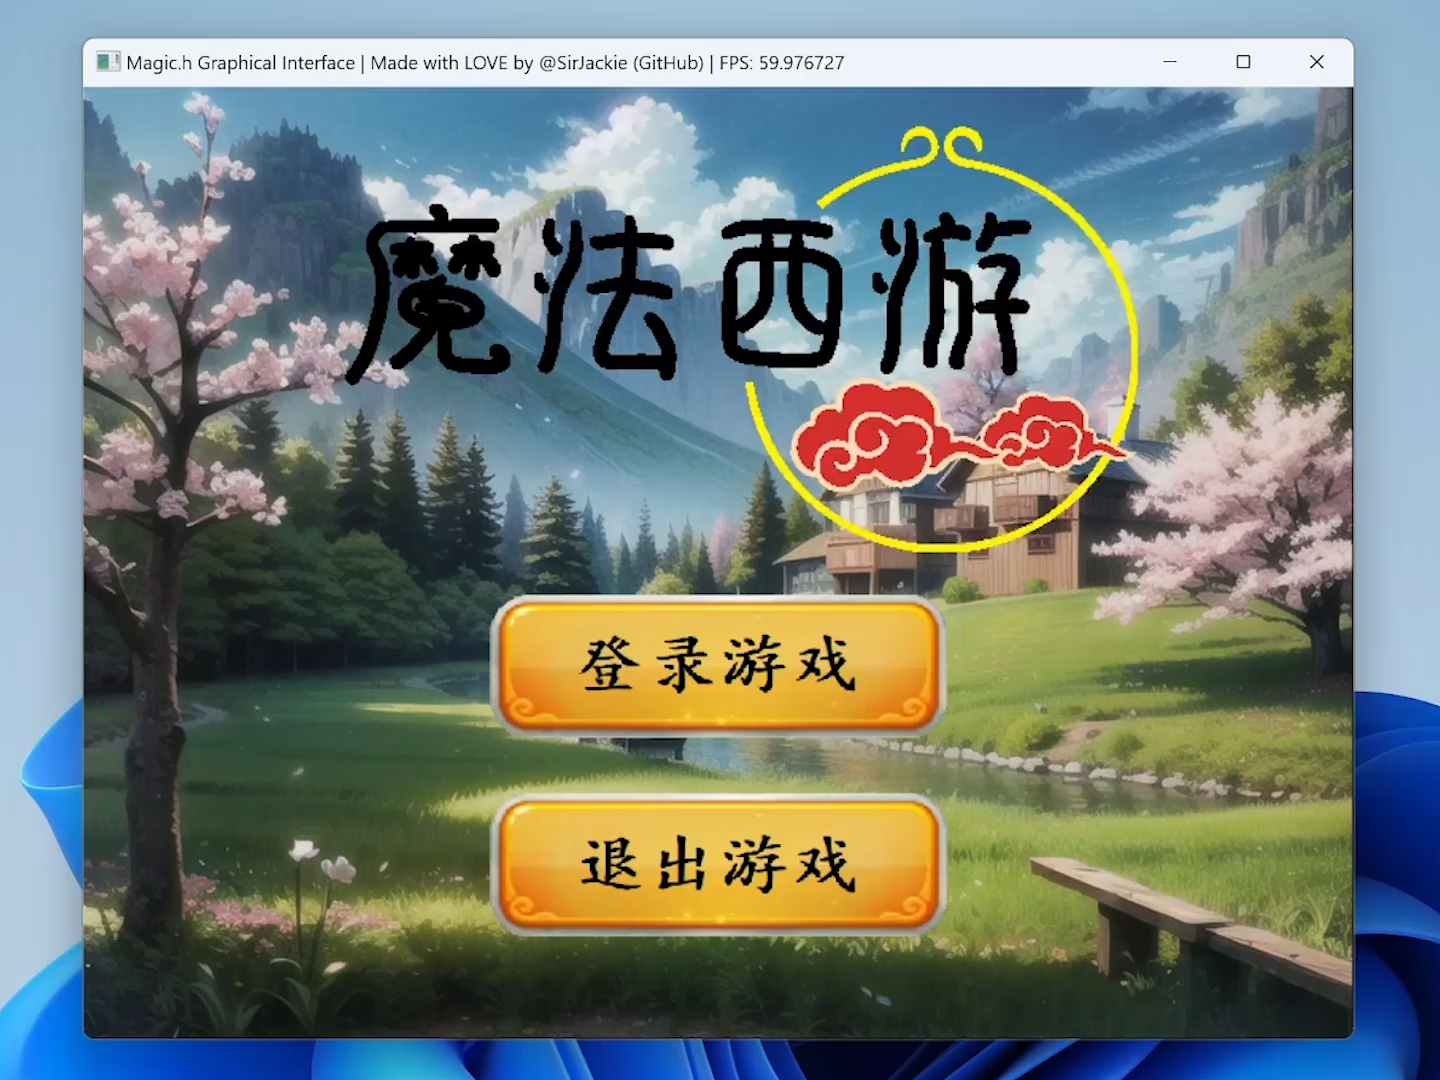 Magic.h Graphical Interface | Made with LOVE by @SirJackie (GitHub) | FPS: 59.976727
魔法西游
登录游戏
退出游戏